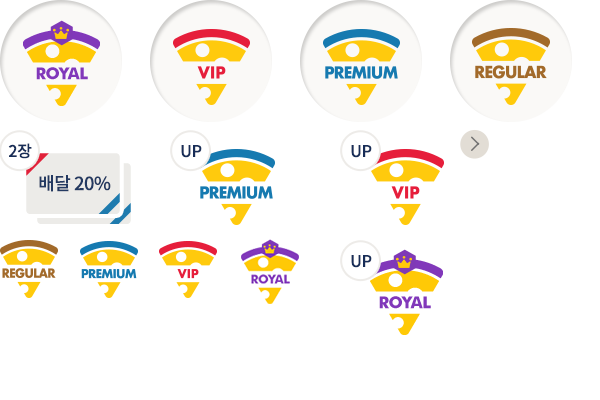 ROYAL
VIP
PREMIUM
REGULAR
2장
배달 20%
UP
PREMIUM
UP
VIP
REGULAR
PREMIUM
VIP
ROYAL
UP
ROYAL